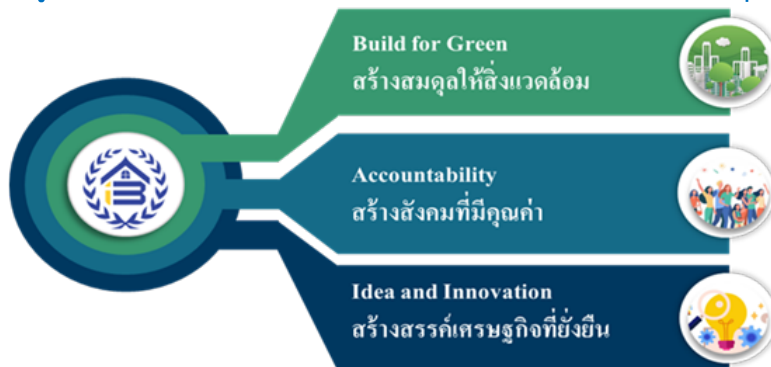 Build for Green
สร้างสมดุลให้สิ่งแวดล้อม
iB
Accountability
สร้างสังคมที่มีคุณค่า
Idea and Innovation
สร้างสรรค์เศรษฐกิจที่ยั่งยืน